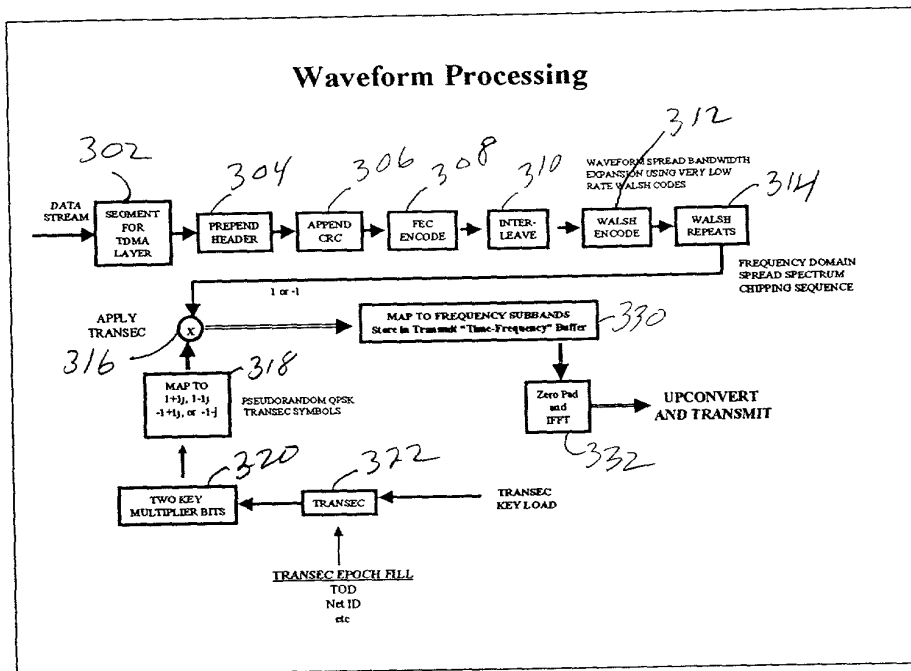 Waveform Processing
302
304
306
308
310
312
314
DATA
STREAM
SEGMENT
FOR
TDMA
LAYER
PREPEND
HEADER
APPEND
CRC
FEC
ENCODE
INTER-
LEAVE
WAVEFORM SPREAD BANDWIDTH
EXPANSION USING VERY LOW
RATE WALSH CODES
WALSH
ENCODE
WALSH
REPEATS
FREQUENCY DOMAIN
SPREAD SPECTRUM
CHIPPING SEQUENCE
1 or -1
APPLY
TRANSEC
316
X
MAP TO FREQUENCY SUBBANDS
Store in Transmit "Time-Frequency" Buffer
330
318
MAP TO
1+1j, 1-1j
-1+1j, or -1-j
PSEUDORANDOM QPSK
TRANSEC SYMBOLS
Zero Pad
and
IFFT
332
UPCONVERT
AND TRANSMIT
320
TWO KEY
MULTIPLIER BITS
322
TRANSEC
TRANSEC
KEY LOAD
TRANSEC EPOCH FILL
TOD
Net ID
etc